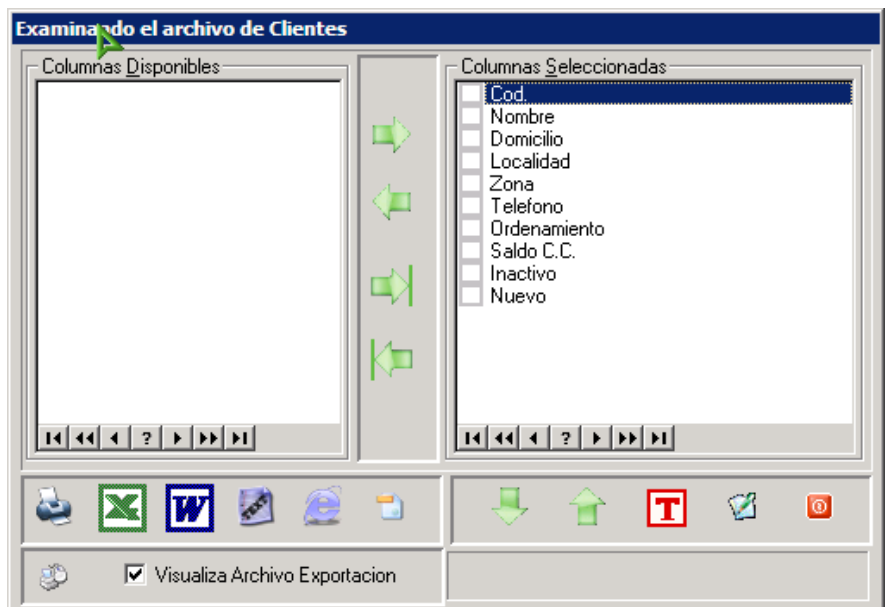 Examinando el archivo de Clientes
Columnas Disponibles
Columnas Seleccionadas
Cod.
Nombre
Domicilio
Localidad
Zona
Telefono
Ordenamiento
Saldo C.C.
Inactivo
Nuevo
?
?
X W T
Visualiza Archivo Exportacion